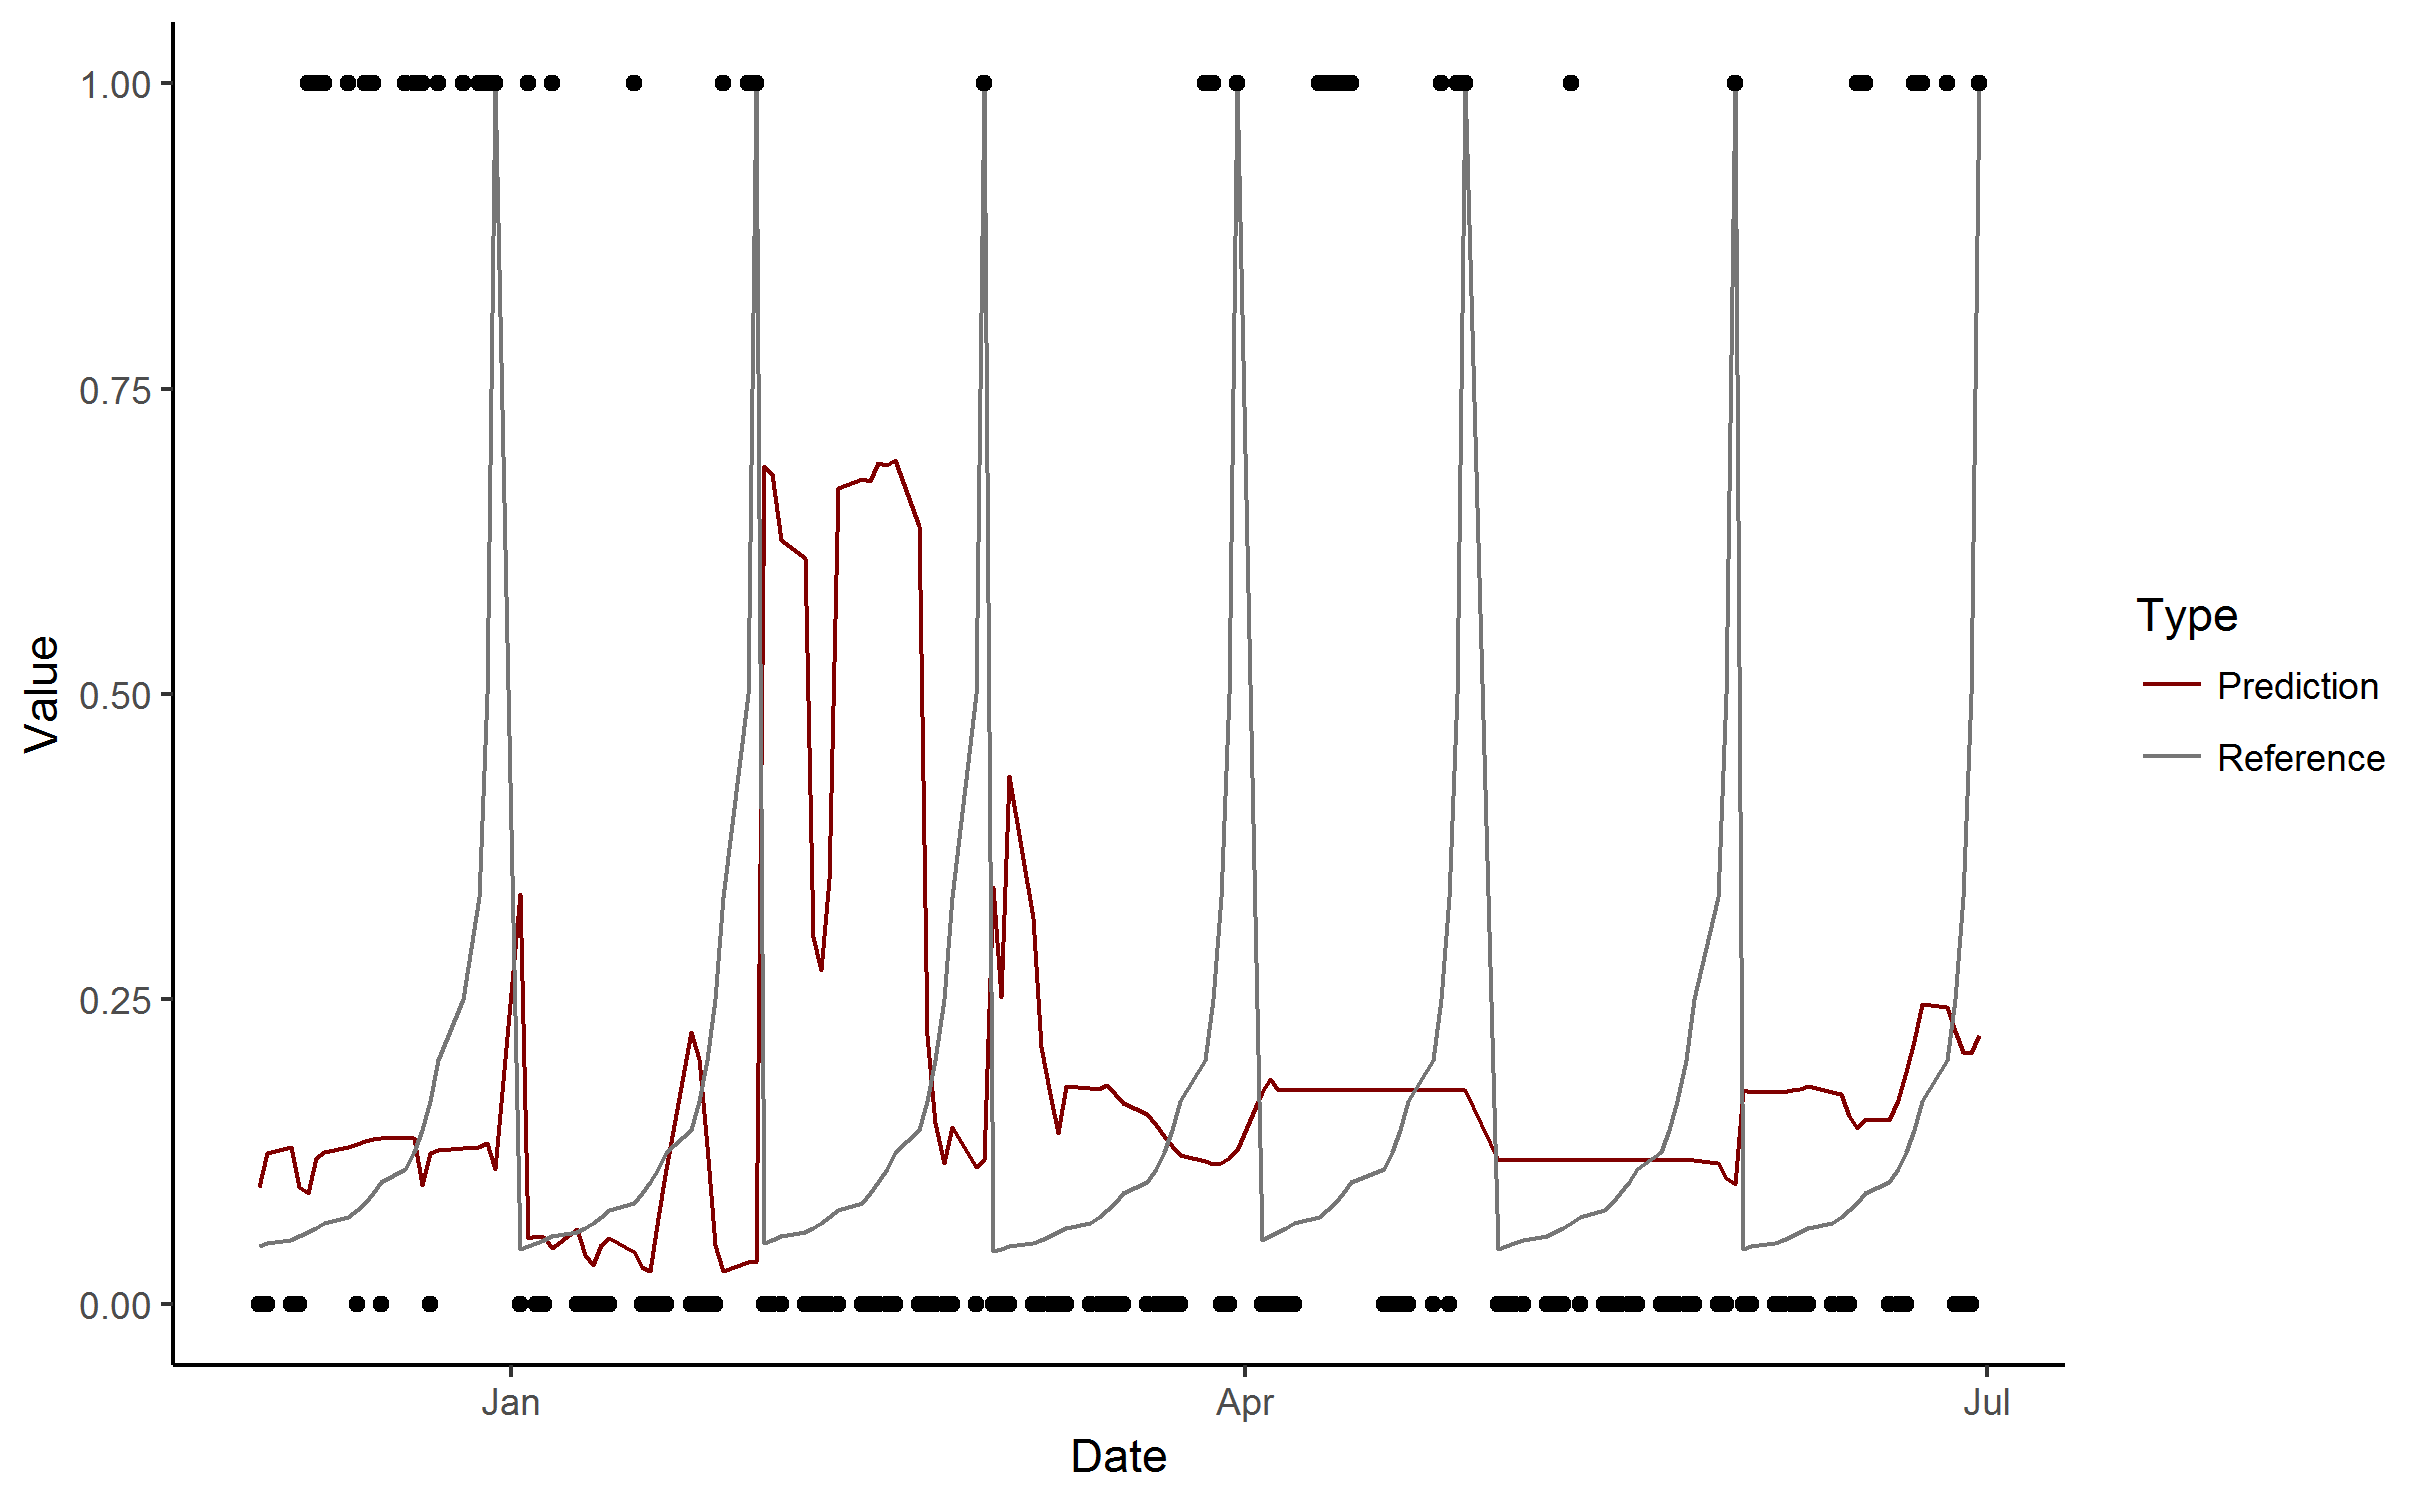 1.00
0.75
0.50
0.25
0.00
Value
Jan
Apr
Jul
Date
Type
Prediction
Reference